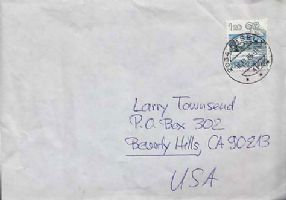 Larry Townsend
P.O. Box 302
Beverly Hills, CA 90213
USA